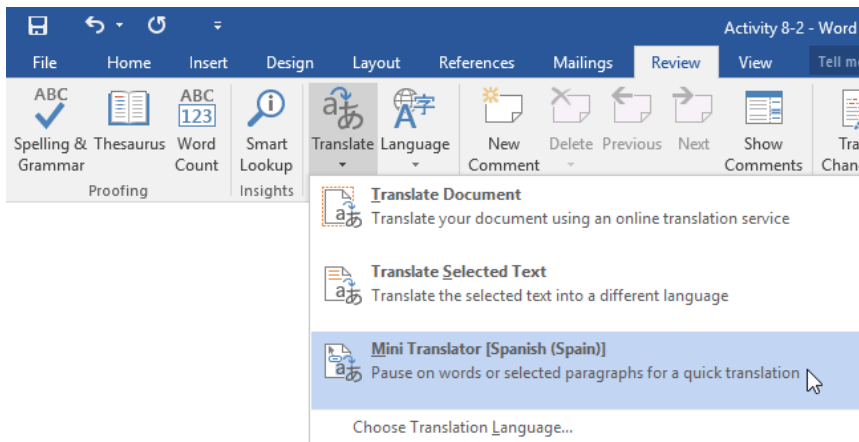 Activity 8-2 - Word
File Home Insert Design Layout References Mailings Review View Tell me
ABC
ABC
123
Spelling & Grammar
Thesaurus
Word Count
Smart Lookup
Translate
Language
New Comment
Delete
Previous
Next
Show Comments
Proofing
Insights
Translate Document
Translate your document using an online translation service
Translate Selected Text
Translate the selected text into a different language
Mini Translator [Spanish (Spain)]
Pause on words or selected paragraphs for a quick translation
Choose Translation Language...